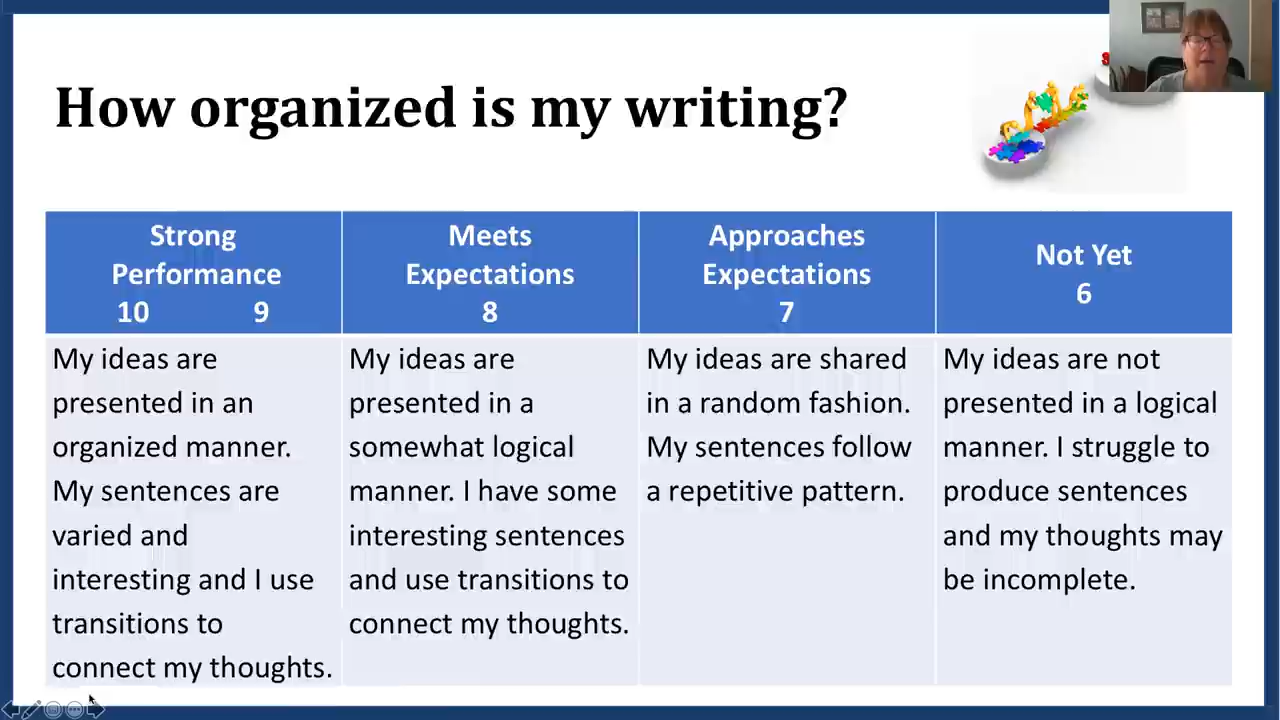 How organized is my writing?
Strong
Performance
10 9
Meets
Expectations
8
Approaches
Expectations
7
Not Yet
6
My ideas are
presented in an
organized manner.
My sentences are
varied and
interesting and I use
transitions to
connect my thoughts.
My ideas are
presented in a
somewhat logical
manner. I have some
interesting sentences
and use transitions to
connect my thoughts.
My ideas are shared
in a random fashion.
My sentences follow
a repetitive pattern.
My ideas are not
presented in a logical
manner. I struggle to
produce sentences
and my thoughts may
be incomplete.